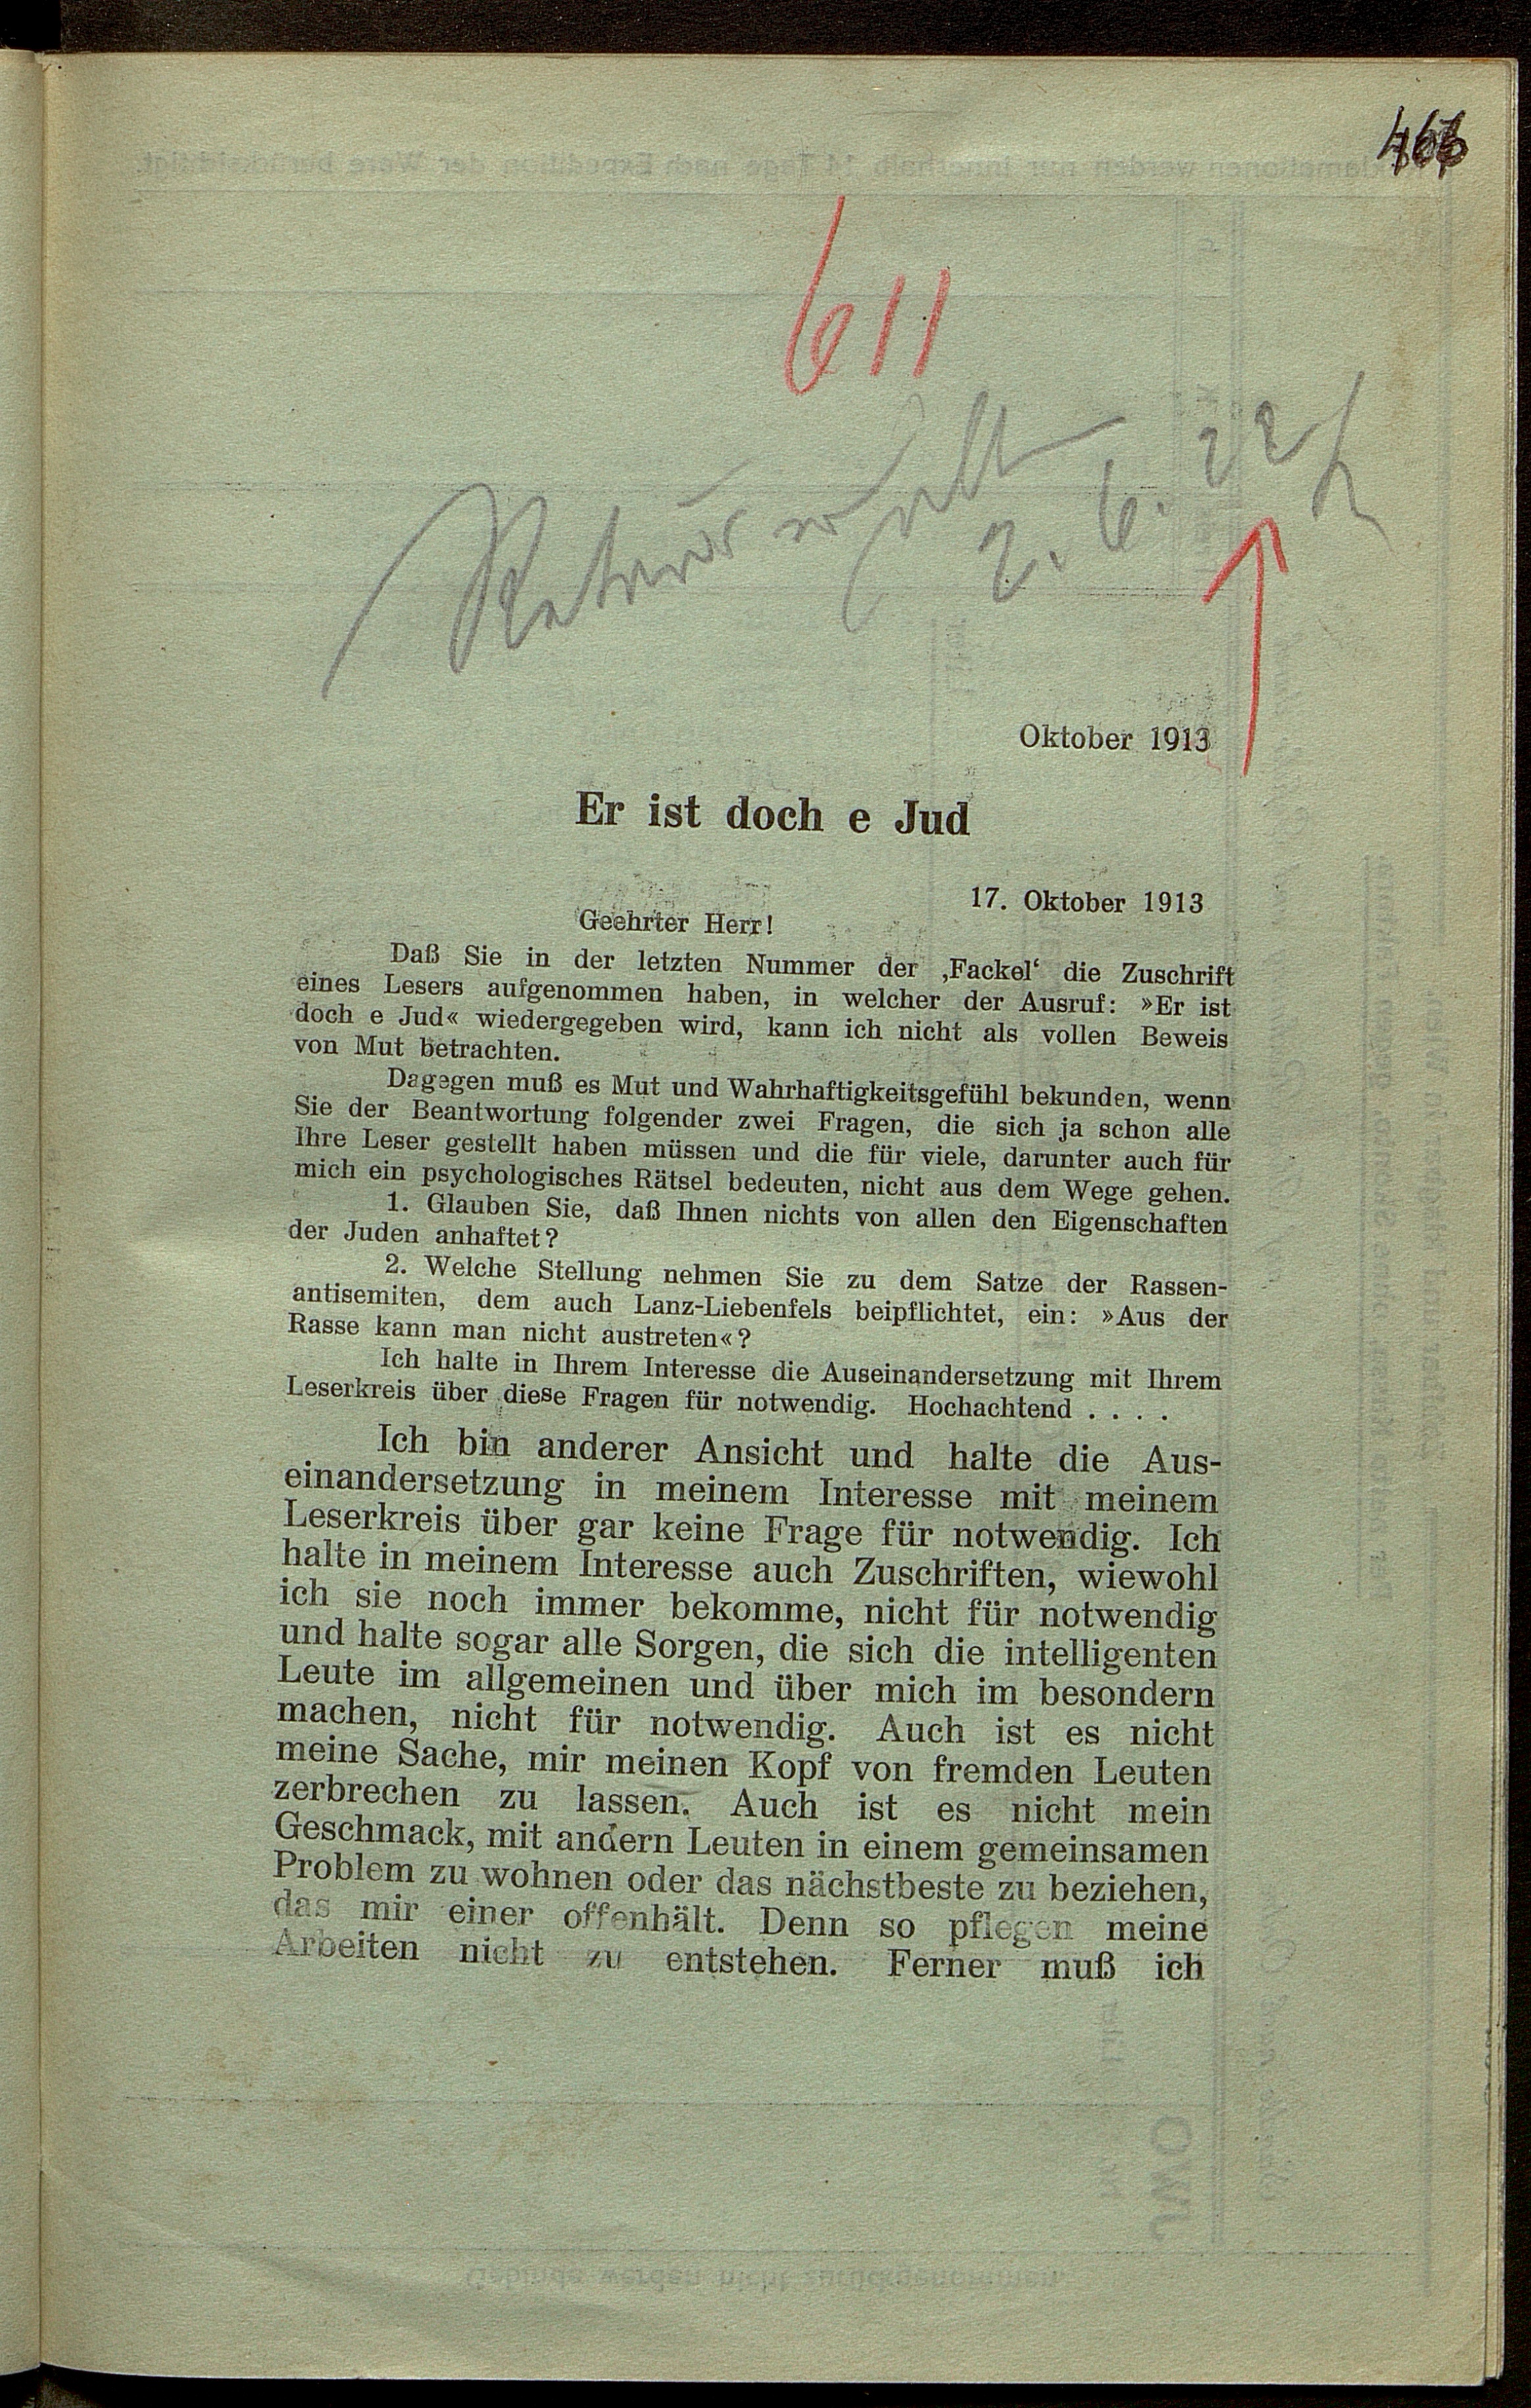 466
611
2. 6. 22
Oktober 1913
Er ist doch e Jud
17. Oktober 1913
Geehrter Herr!
Daß Sie in der letzten Nummer der ‚Fackel‘ die Zuschrift
eines Lesers aufgenommen haben, in welcher der Ausruf: »Er ist
doch e Jud« wiedergegeben wird, kann ich nicht als vollen Beweis
von Mut betrachten.
Dagegen muß es Mut und Wahrhaftigkeitsgefühl bekunden, wenn
Sie der Beantwortung folgender zwei Fragen, die sich ja schon alle
Ihre Leser gestellt haben müssen und die für viele, darunter auch für
mich ein psychologisches Rätsel bedeuten, nicht aus dem Wege gehen.
1. Glauben Sie, daß Ihnen nichts von allen den Eigenschaften
der Juden anhaftet?
2. Welche Stellung nehmen Sie zu dem Satze der Rassen-
antisemiten, dem auch Lanz-Liebenfels beipflichtet, ein: »Aus der
Rasse kann man nicht austreten«?
Ich halte in Ihrem Interesse die Auseinandersetzung mit Ihrem
Leserkreis über diese Fragen für notwendig. Hochachtend . . . .
Ich bin anderer Ansicht und halte die Aus-
einandersetzung in meinem Interesse mit meinem
Leserkreis über gar keine Frage für notwendig. Ich
halte in meinem Interesse auch Zuschriften, wiewohl
ich sie noch immer bekomme, nicht für notwendig
und halte sogar alle Sorgen, die sich die intelligenten
Leute im allgemeinen und über mich im besondern
machen, nicht für notwendig. Auch ist es nicht
meine Sache, mir meinen Kopf von fremden Leuten
zerbrechen zu lassen. Auch ist es nicht mein
Geschmack, mit andern Leuten in einem gemeinsamen
Problem zu wohnen oder das nächstbeste zu beziehen,
das mir einer offenhält. Denn so pflegen meine
Arbeiten nicht zu entstehen. Ferner muß ich